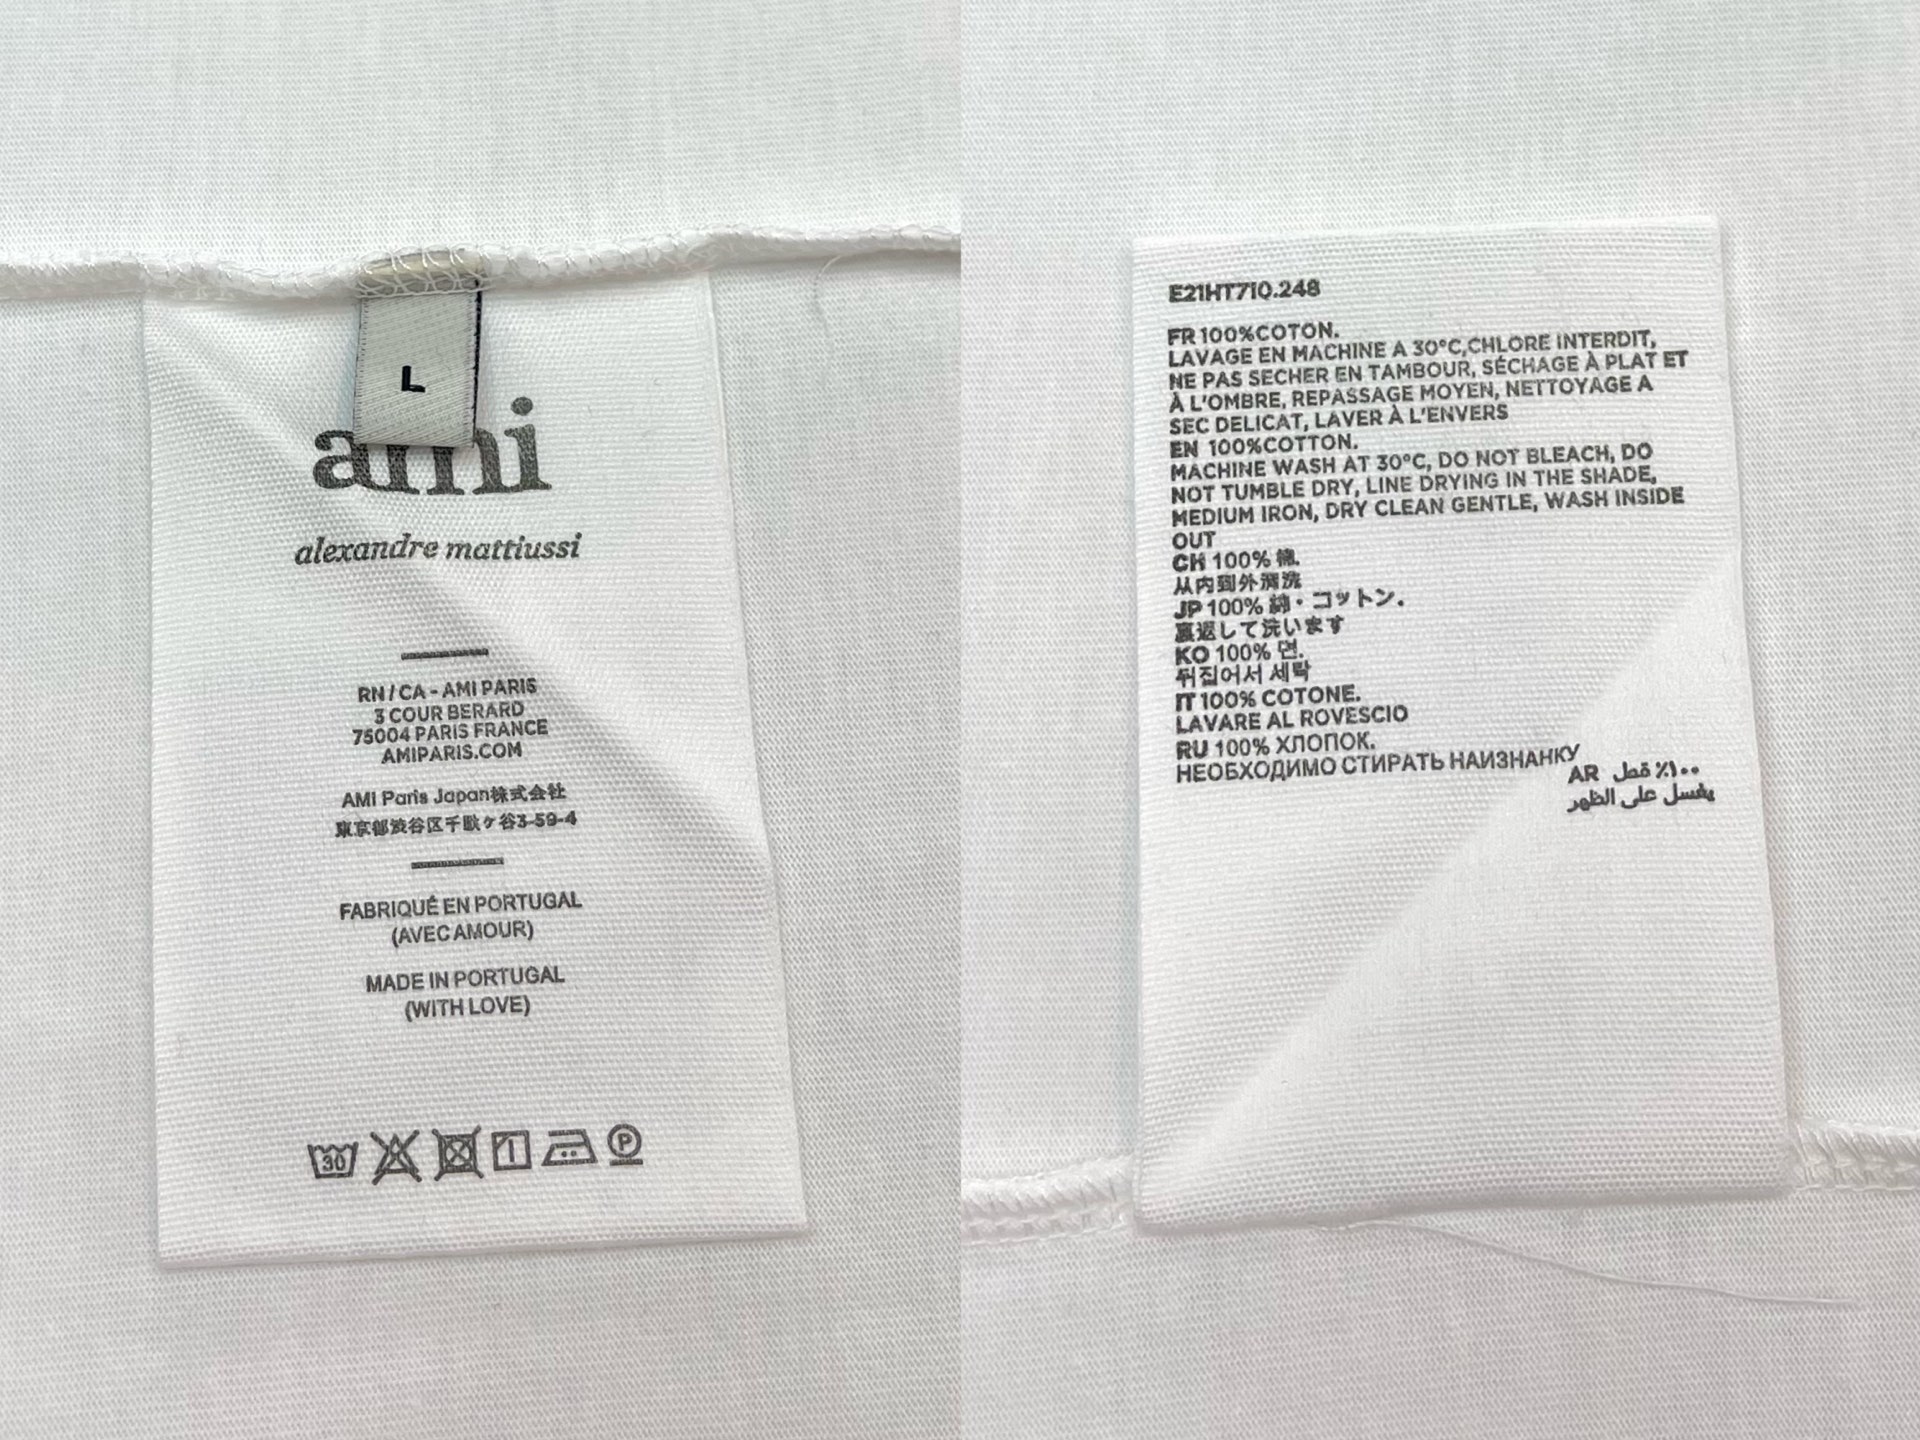 L
ami
alexandre mattiussi
RN / CA - AMI PARIS
3 COUR BERARD
75004 PARIS FRANCE
AMIPARIS.COM
AMI Paris Japan株式会社
東京都渋谷区千駄ヶ谷3-59-4
FABRIQUÉ EN PORTUGAL
(AVEC AMOUR)
MADE IN PORTUGAL
(WITH LOVE)
30
P
E21HT710.248
FR 100%COTON.
LAVAGE EN MACHINE A 30°C,CHLORE INTERDIT,
NE PAS SECHER EN TAMBOUR, SÉCHAGE À PLAT ET
À L'OMBRE, REPASSAGE MOYEN, NETTOYAGE A
SEC DELICAT, LAVER À L'ENVERS
EN 100%COTTON.
MACHINE WASH AT 30°C, DO NOT BLEACH, DO
NOT TUMBLE DRY, LINE DRYING IN THE SHADE,
MEDIUM IRON, DRY CLEAN GENTLE, WASH INSIDE
OUT
CH 100% 棉.
从内到外清洗
JP 100% 綿・コットン.
裏返して洗います
KO 100% 면.
뒤집어서 세탁
IT 100% COTONE.
LAVARE AL ROVESCIO
RU 100% ХЛОПОК.
НЕОБХОДИМО СТИРАТЬ НАИЗНАНКУ
AR ١٠٠٪ قطن
يغسل على الظهر